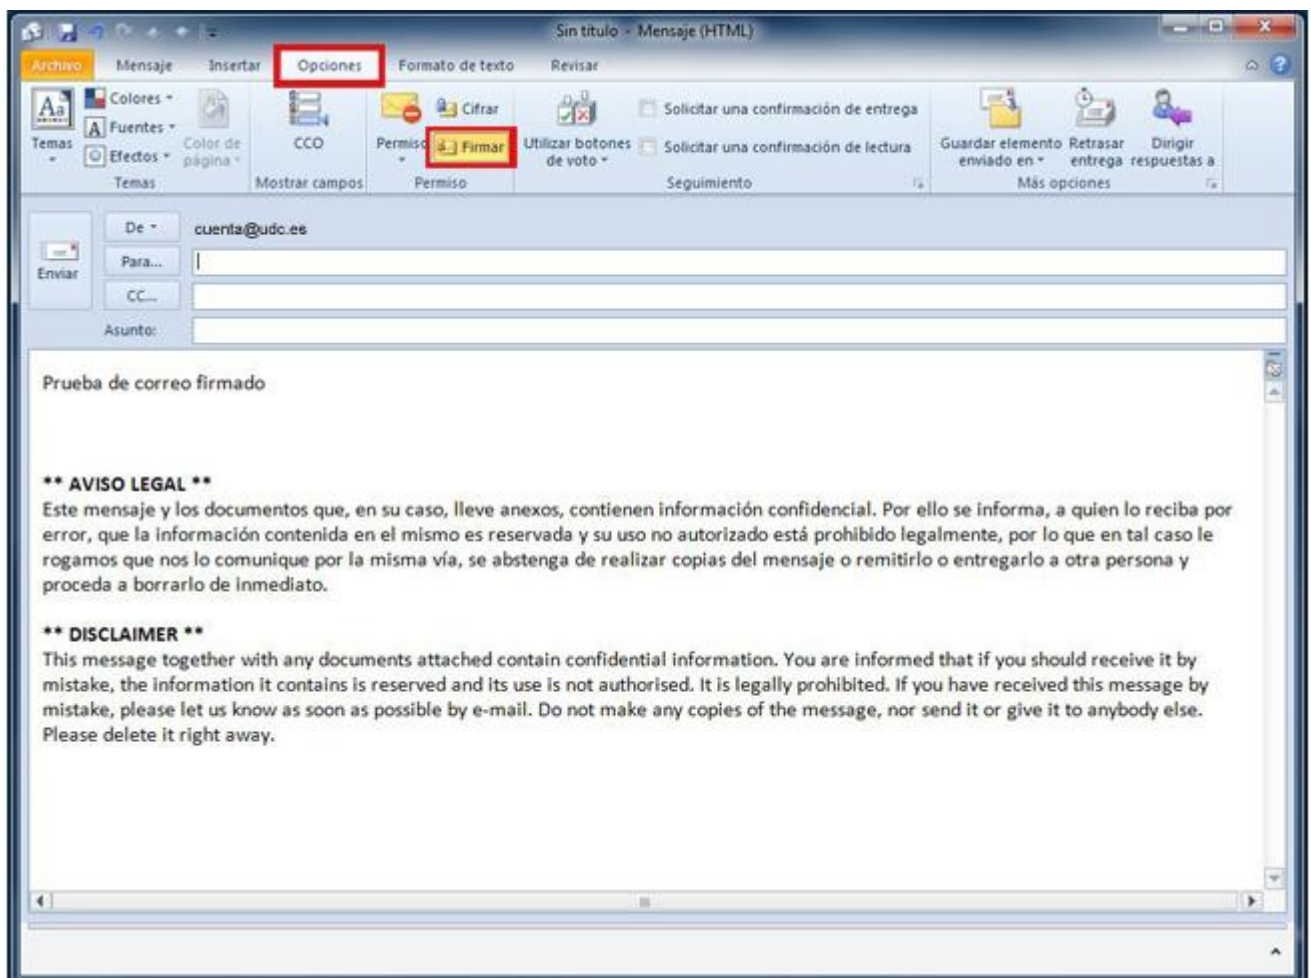 Sin título - Mensaje (HTML)
Archivo Mensaje Insertar Opciones Formato de texto Revisar
Aa Colores Cifrar Solicitar una confirmación de entrega
A Fuentes Firmar Solicitar una confirmación de lectura
Temas Efectos Color de página CCO Permiso Utilizar botones de voto Guardar elemento enviado en Retrasar entrega Dirigir respuestas a
Temas Mostrar campos Permiso Seguimiento Más opciones
De cuenta@udc.es
Enviar Para...
CC...
Asunto:
Prueba de correo firmado
** AVISO LEGAL **
Este mensaje y los documentos que, en su caso, lleve anexos, contienen información confidencial. Por ello se informa, a quien lo reciba por
error, que la información contenida en el mismo es reservada y su uso no autorizado está prohibido legalmente, por lo que en tal caso le
rogamos que nos lo comunique por la misma vía, se abstenga de realizar copias del mensaje o remitirlo o entregarlo a otra persona y
proceda a borrarlo de inmediato.
** DISCLAIMER **
This message together with any documents attached contain confidential information. You are informed that if you should receive it by
mistake, the information it contains is reserved and its use is not authorised. It is legally prohibited. If you have received this message by
mistake, please let us know as soon as possible by e-mail. Do not make any copies of the message, nor send it or give it to anybody else.
Please delete it right away.